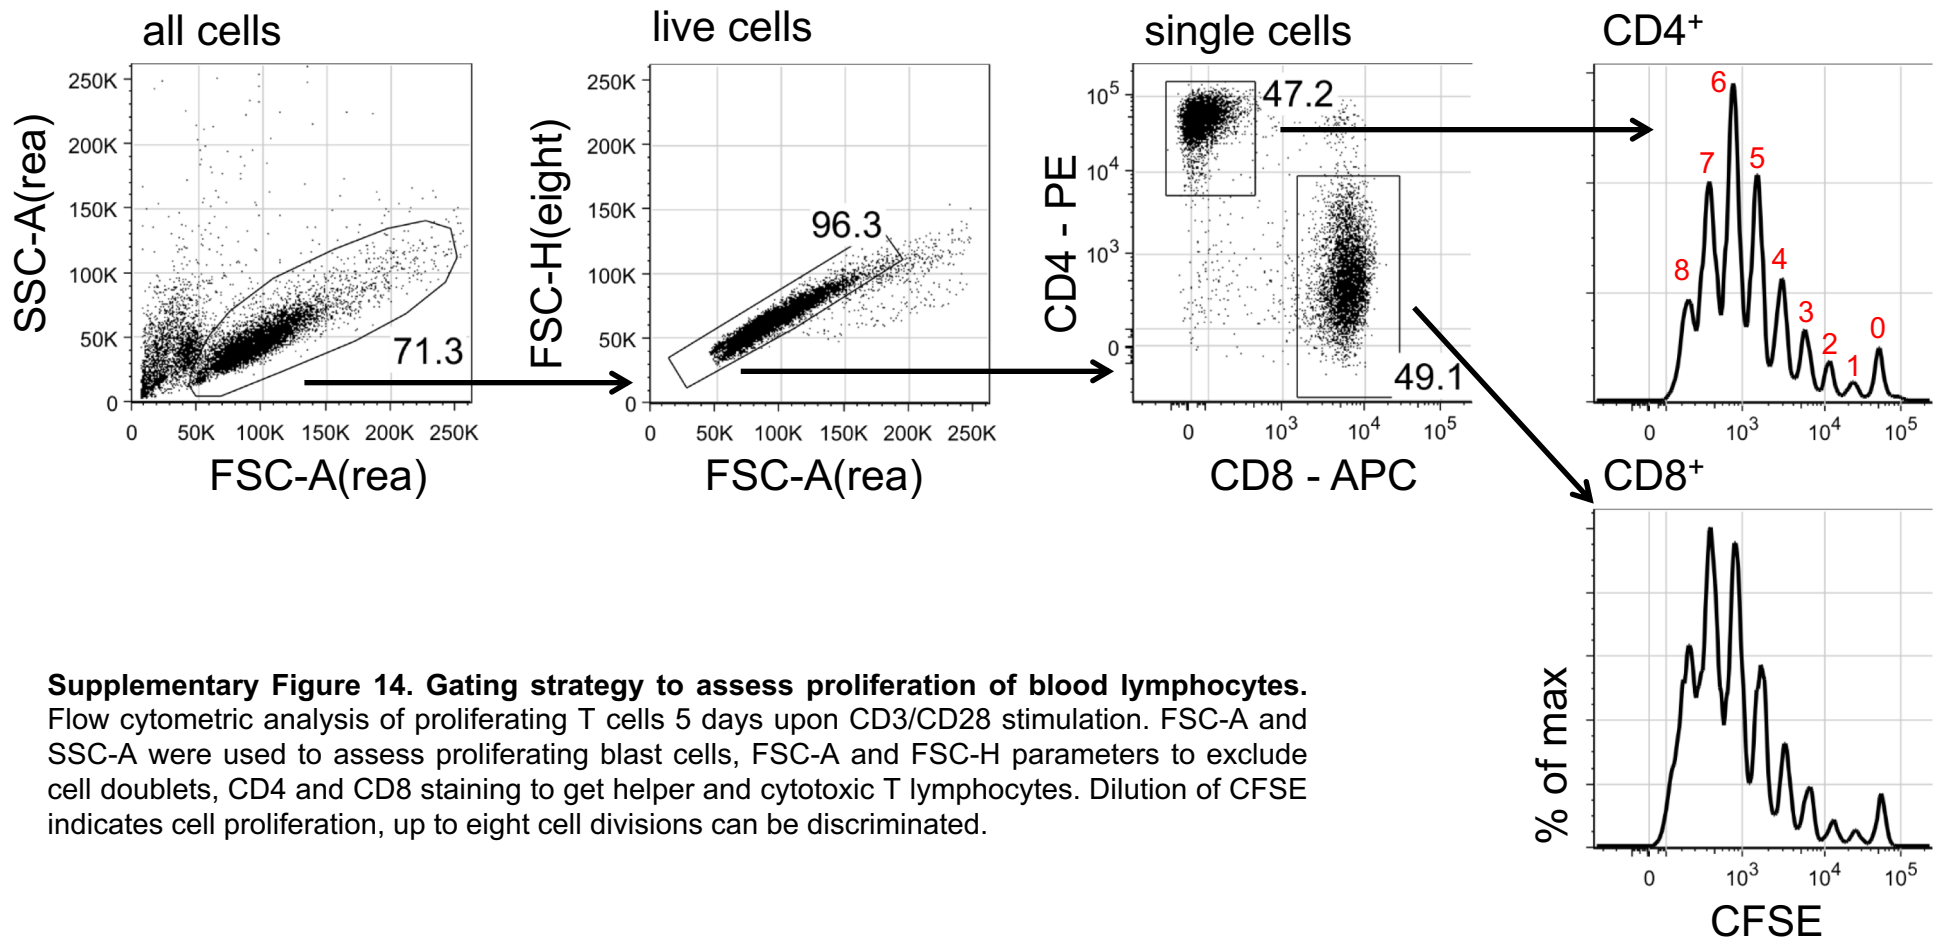 all cells
live cells
single cells
CD4+
SSC-A(rea)
250K
200K
150K
100K
50K
0
71.3
0 50K 100K 150K 200K 250K
FSC-A(rea)
FSC-H(eight)
250K
200K
150K
100K
50K
0
96.3
0 50K 100K 150K 200K 250K
FSC-A(rea)
CD4 - PE
10^5
10^4
10^3
0
47.2
49.1
0 10^3 10^4 10^5
CD8 - APC
8 7 6 5 4 3 2 1 0
0 10^3 10^4 10^5
CD8+
% of max
0 10^3 10^4 10^5
CFSE
Supplementary Figure 14. Gating strategy to assess proliferation of blood lymphocytes.
Flow cytometric analysis of proliferating T cells 5 days upon CD3/CD28 stimulation. FSC-A and
SSC-A were used to assess proliferating blast cells, FSC-A and FSC-H parameters to exclude
cell doublets, CD4 and CD8 staining to get helper and cytotoxic T lymphocytes. Dilution of CFSE
indicates cell proliferation, up to eight cell divisions can be discriminated.